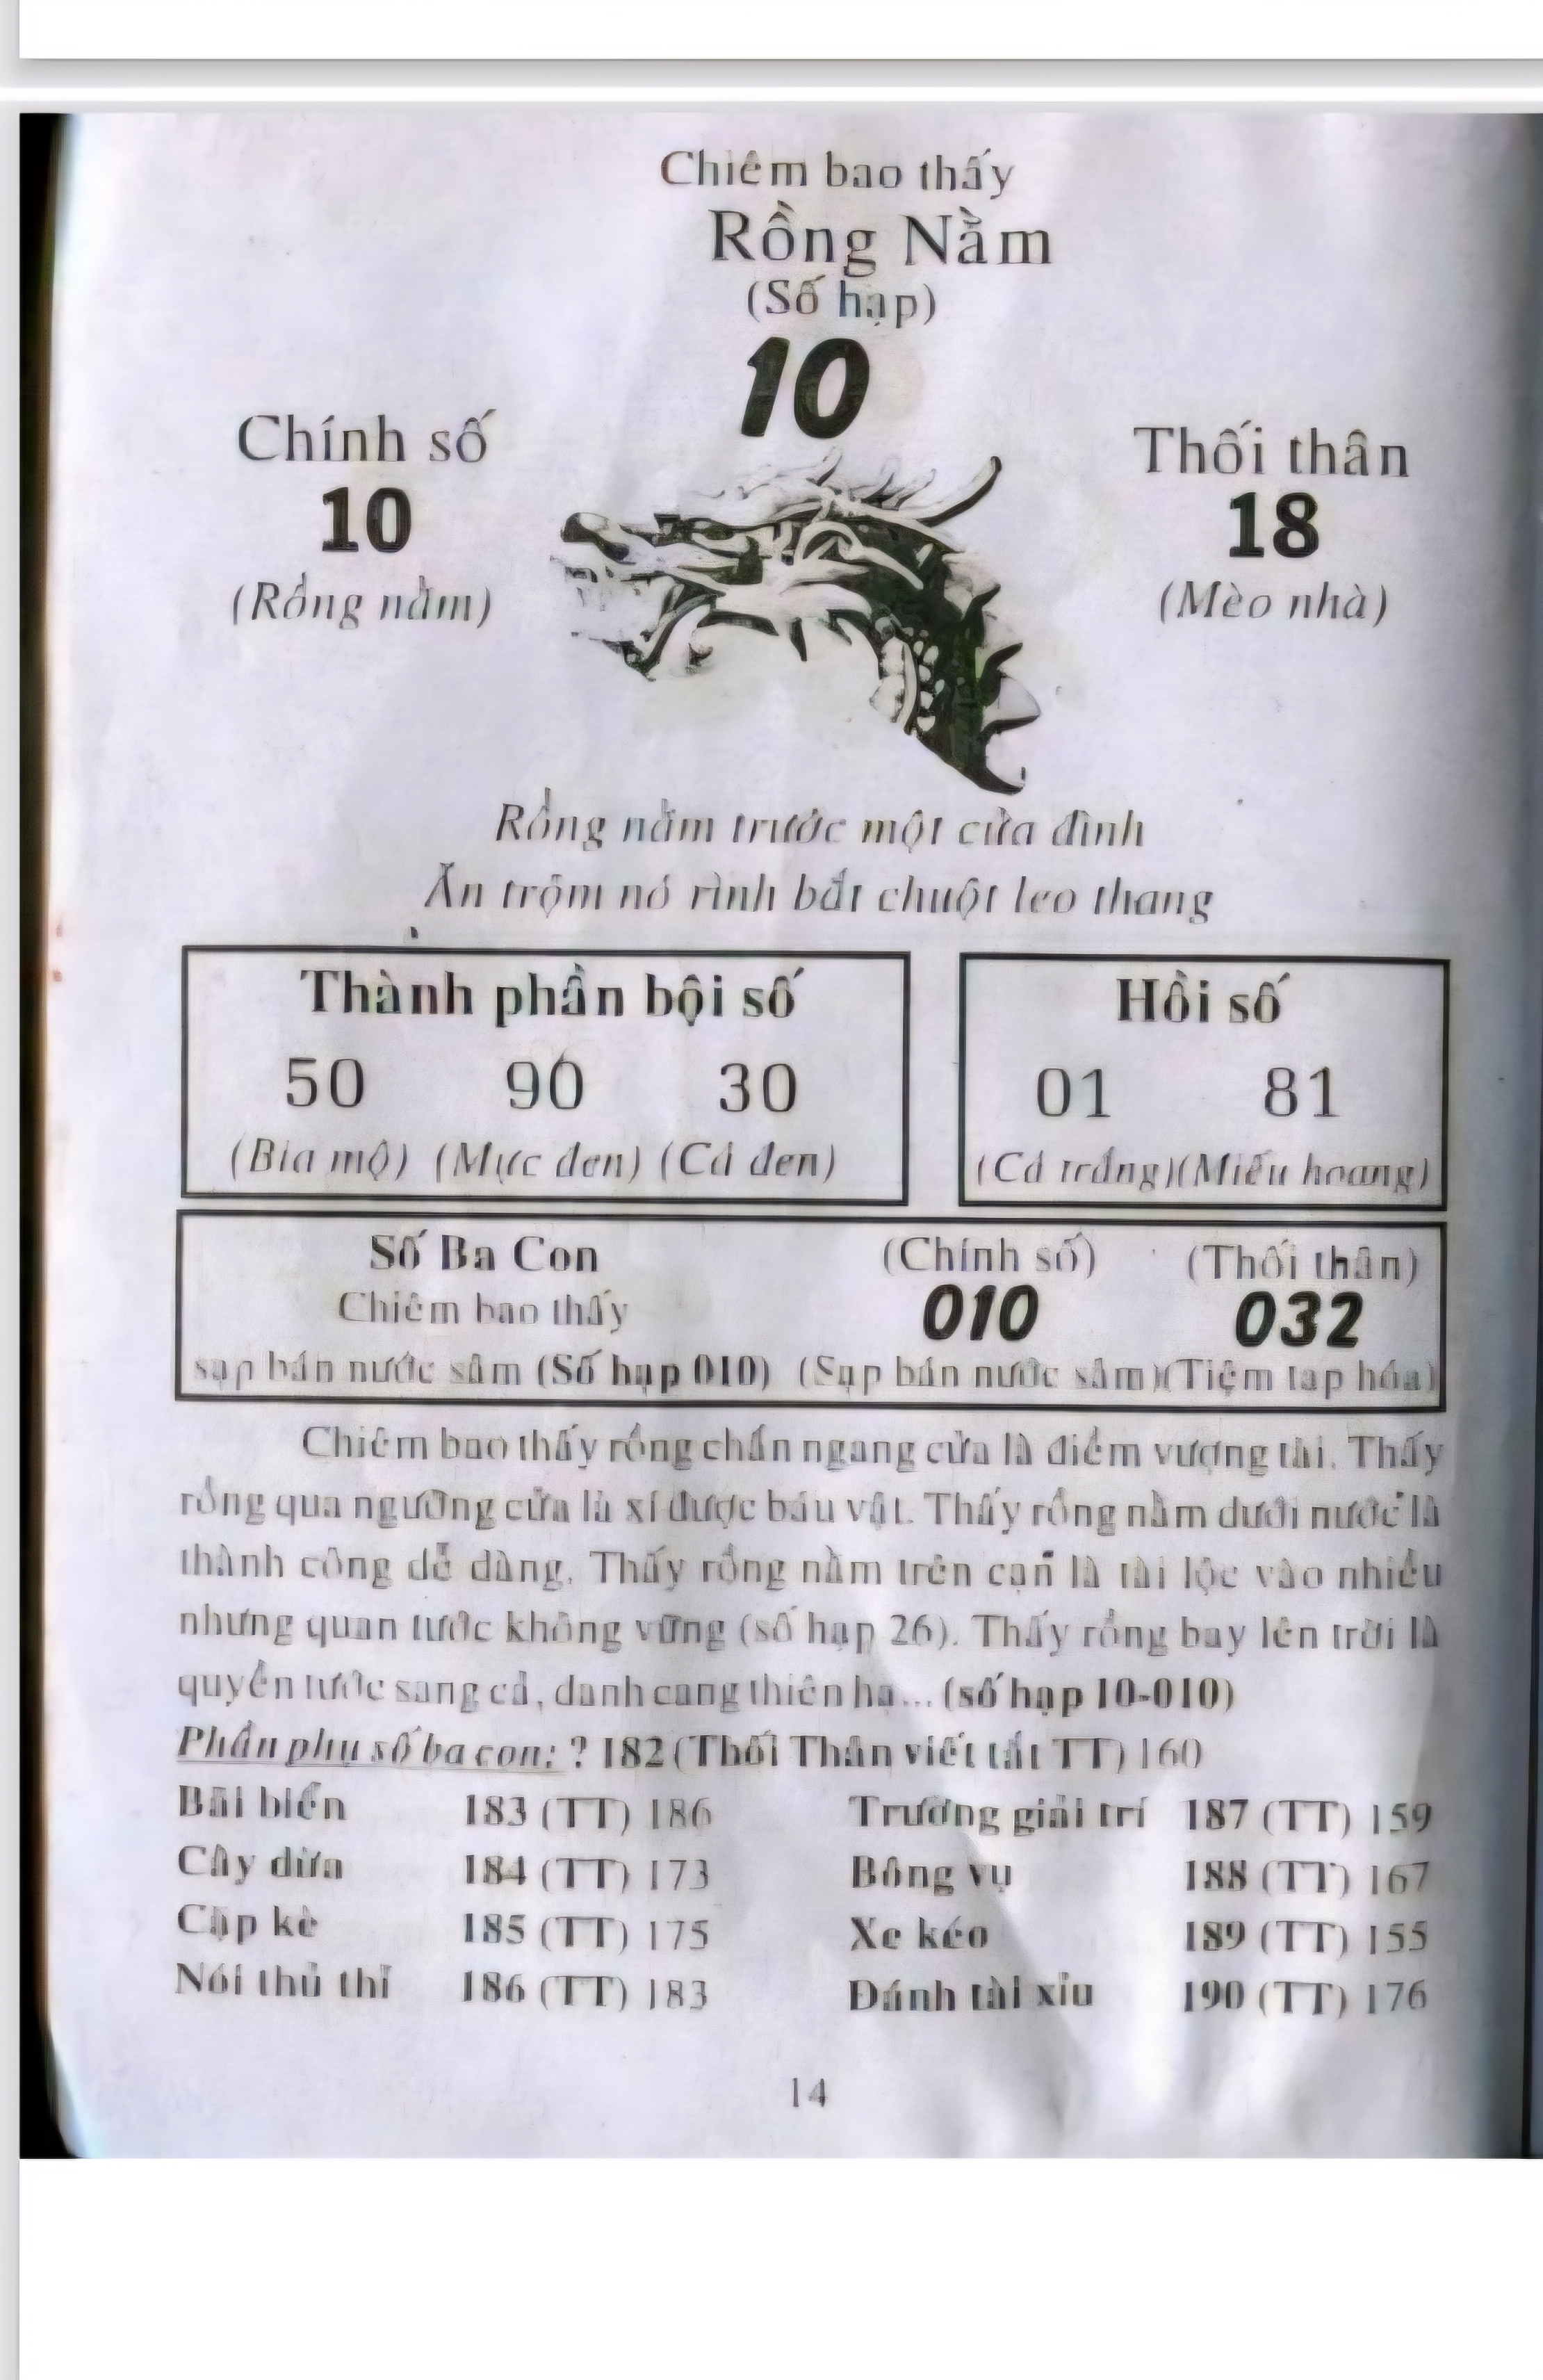 Chiêm bao thấy
Rồng Nằm
(Số hạp)
10
Chính số
10
(Rồng nằm)
Thối thân
18
(Mèo nhà)
Rồng nằm trước một cửa đình
Ăn trộm nó rình bắt chuột leo thang
Thành phần bội số
50 90 30
(Bia mộ) (Mực đen) (Cá đen)
Hồi số
01 81
(Cá trắng)(Miễu hoang)
Số Ba Con (Chính số) (Thối thân)
Chiêm bao thấy 010 032
sạp bán nước sâm (Số hạp 010) (Sạp bán nước sâm)(Tiệm tạp hóa)
Chiêm bao thấy rồng chắn ngang cửa là điềm vượng tài. Thấy
rồng qua ngưỡng cửa là xí được báu vật. Thấy rồng nằm dưới nước là
thành công dễ dàng. Thấy rồng nằm trên cạn là tài lộc vào nhiều
nhưng quan tước không vững (số hạp 26). Thấy rồng bay lên trời là
quyền tước sang cả, danh cang thiên hạ... (số hạp 10-010)
Phần phụ số ba con: ? 182 (Thối Thân viết tắt TT) 160
Bãi biển 183 (TT) 186 Trường giải trí 187 (TT) 159
Cây dừa 184 (TT) 173 Bông vụ 188 (TT) 167
Cặp kè 185 (TT) 175 Xe kéo 189 (TT) 155
Nói thủ thỉ 186 (TT) 183 Đánh tài xỉu 190 (TT) 176
14